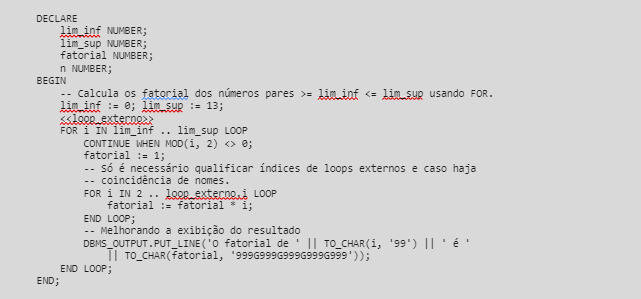 DECLARE
lim_inf NUMBER;
lim_sup NUMBER;
fatorial NUMBER;
n NUMBER;
BEGIN
-- Calcula os fatorial dos números pares >= lim_inf <= lim_sup usando FOR.
lim_inf := 0; lim_sup := 13;
<<loop_externo>>
FOR i IN lim_inf .. lim_sup LOOP
CONTINUE WHEN MOD(i, 2) <> 0;
fatorial := 1;
-- Só é necessário qualificar índices de loops externos e caso haja
-- coincidência de nomes.
FOR i IN 2 .. loop_externo.i LOOP
fatorial := fatorial * i;
END LOOP;
-- Melhorando a exibição do resultado
DBMS_OUTPUT.PUT_LINE('O fatorial de ' || TO_CHAR(i, '99') || ' é '
|| TO_CHAR(fatorial, '999G999G999G999G999'));
END LOOP;
END;